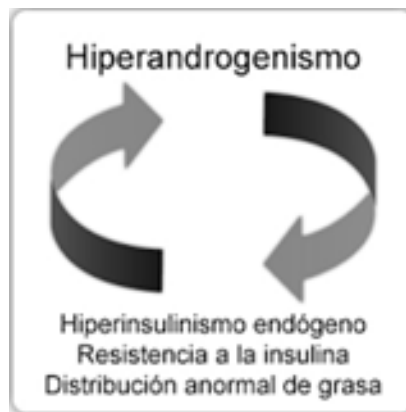 Hiperandrogenismo
Hiperinsulinismo endógeno
Resistencia a la insulina
Distribución anormal de grasa